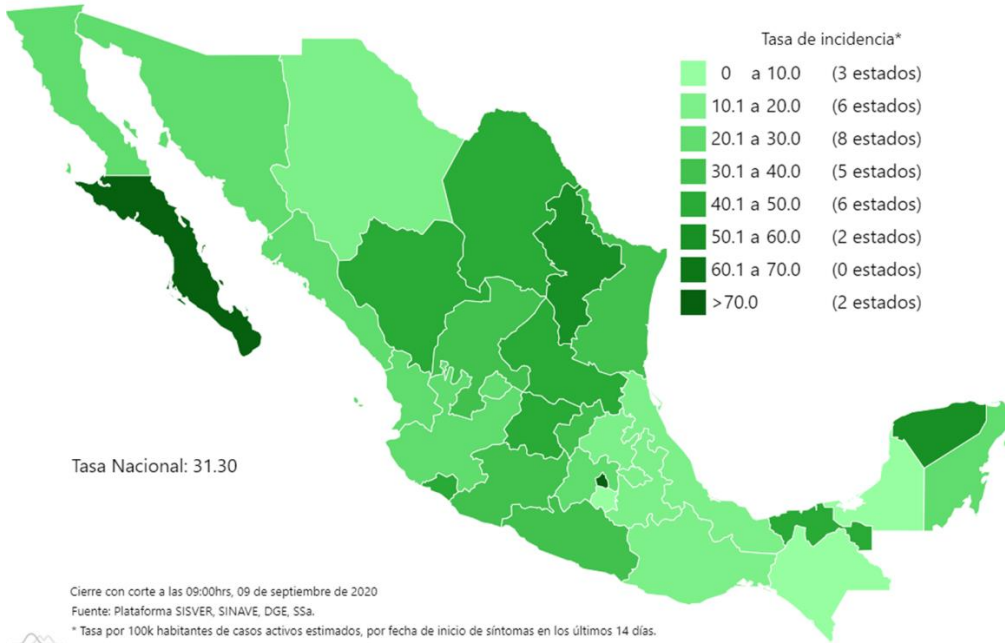 Tasa de incidencia*
0 a 10.0 (3 estados)
10.1 a 20.0 (6 estados)
20.1 a 30.0 (8 estados)
30.1 a 40.0 (5 estados)
40.1 a 50.0 (6 estados)
50.1 a 60.0 (2 estados)
60.1 a 70.0 (0 estados)
>70.0 (2 estados)
Tasa Nacional: 31.30
Cierre con corte a las 09:00hrs, 09 de septiembre de 2020
Fuente: Plataforma SISVER, SINAVE, DGE, SSa.
* Tasa por 100k habitantes de casos activos estimados, por fecha de inicio de síntomas en los últimos 14 días.